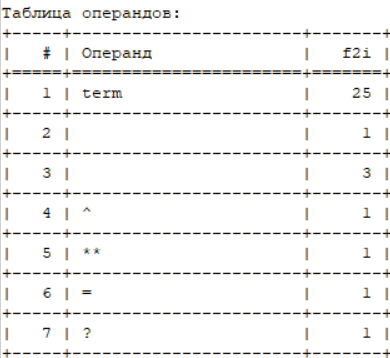 Таблица операндов:
+-----+--------------------------+-------+
|   # | Операнд                  |   f2i |
+=====+==========================+=======+
|   1 | term                     |    25 |
+-----+--------------------------+-------+
|   2 |                          |     1 |
+-----+--------------------------+-------+
|   3 |                          |     3 |
+-----+--------------------------+-------+
|   4 | ^                        |     1 |
+-----+--------------------------+-------+
|   5 | **                       |     1 |
+-----+--------------------------+-------+
|   6 | =                        |     1 |
+-----+--------------------------+-------+
|   7 | ?                        |     1 |
+-----+--------------------------+-------+